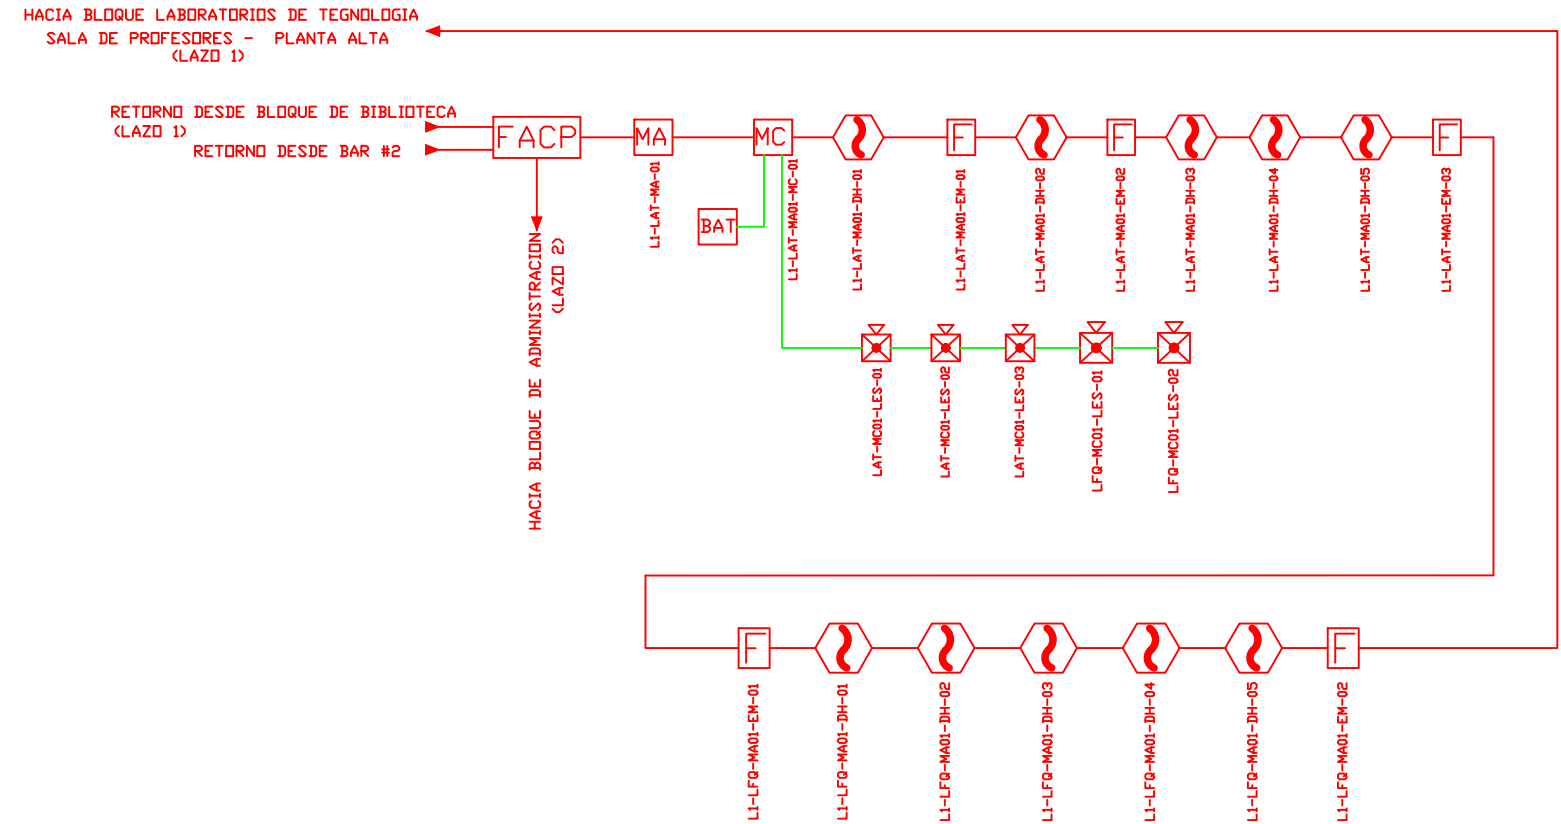 HACIA BLOQUE LABORATORIOS DE TEGNOLOGIA
SALA DE PROFESORES - PLANTA ALTA
(LAZO 1)
RETORNO DESDE BLOQUE DE BIBLIOTECA
(LAZO 1)
RETORNO DESDE BAR #2
FACP
MA
MC
F
F
F
BAT
L1-LAT-MA-01
L1-LAT-MA01-MC-01
L1-LAT-MA01-DH-01
L1-LAT-MA01-EM-01
L1-LAT-MA01-DH-02
L1-LAT-MA01-EM-02
L1-LAT-MA01-DH-03
L1-LAT-MA01-DH-04
L1-LAT-MA01-DH-05
L1-LAT-MA01-EM-03
HACIA BLOQUE DE ADMINISTRACION
(LAZO 2)
LAT-MC01-LES-01
LAT-MC01-LES-02
LAT-MC01-LES-03
LFQ-MC01-LES-01
LFQ-MC01-LES-02
F
F
L1-LFQ-MA01-EM-01
L1-LFQ-MA01-DH-01
L1-LFQ-MA01-DH-02
L1-LFQ-MA01-DH-03
L1-LFQ-MA01-DH-04
L1-LFQ-MA01-DH-05
L1-LFQ-MA01-EM-02